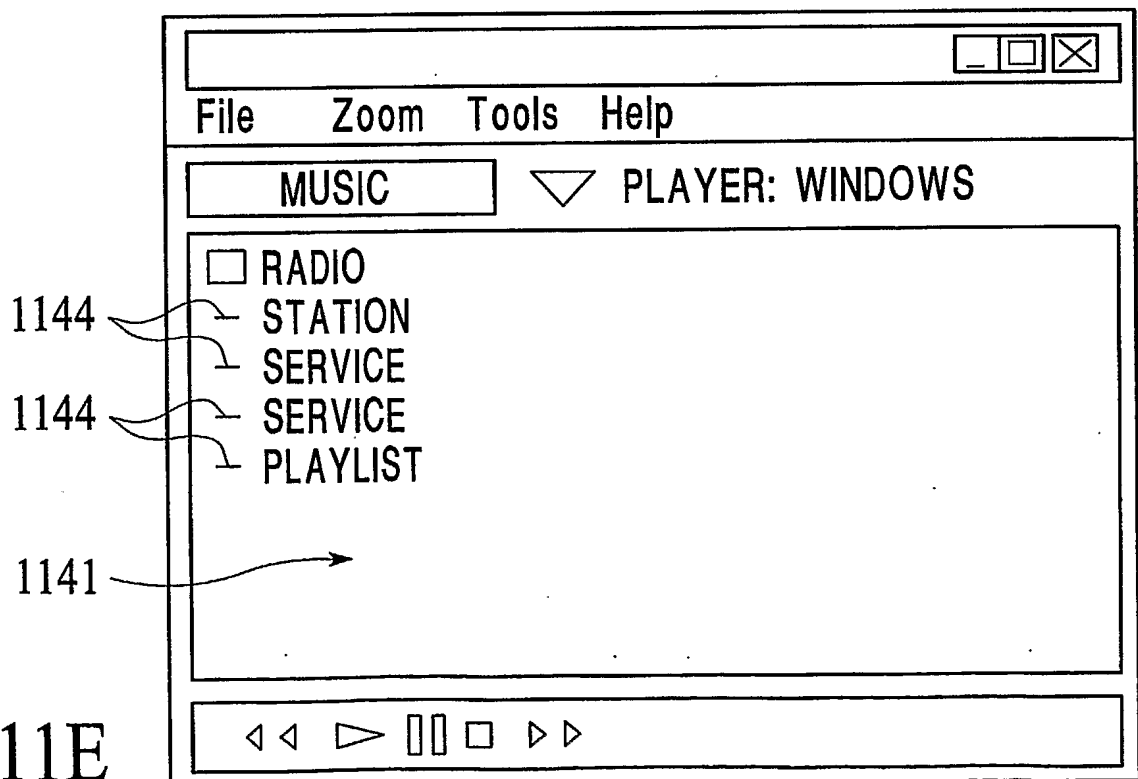 File Zoom Tools Help
MUSIC PLAYER: WINDOWS
RADIO
1144 STATION
SERVICE
1144 SERVICE
PLAYLIST
1141
11E